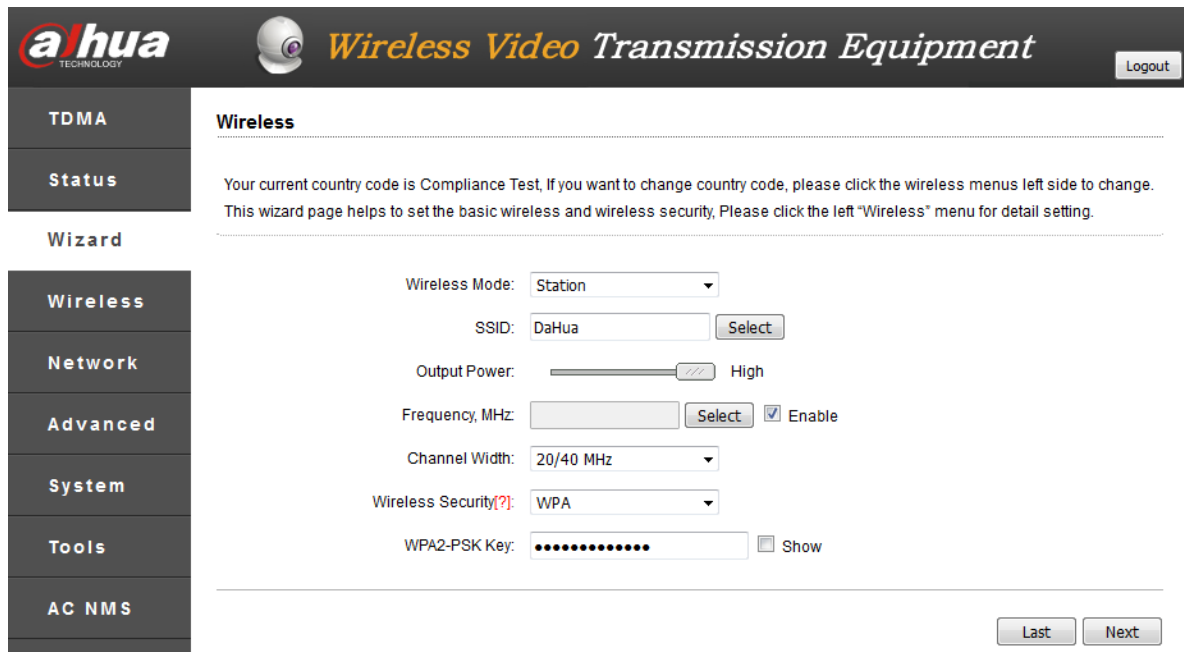 alhua
TECHNOLOGY
Wireless Video Transmission Equipment
Logout
TDMA
Status
Wizard
Wireless
Network
Advanced
System
Tools
AC NMS
Wireless
Your current country code is Compliance Test, If you want to change country code, please click the wireless menus left side to change.
This wizard page helps to set the basic wireless and wireless security, Please click the left “Wireless” menu for detail setting.
Wireless Mode: Station
SSID: DaHua Select
Output Power: High
Frequency, MHz: Select Enable
Channel Width: 20/40 MHz
Wireless Security[?]: WPA
WPA2-PSK Key: ••••••••••••• Show
Last Next